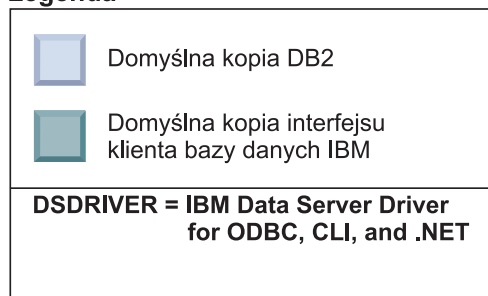 Domyślna kopia DB2
Domyślna kopia interfejsu
klienta bazy danych IBM
DSDRIVER = IBM Data Server Driver
for ODBC, CLI, and .NET